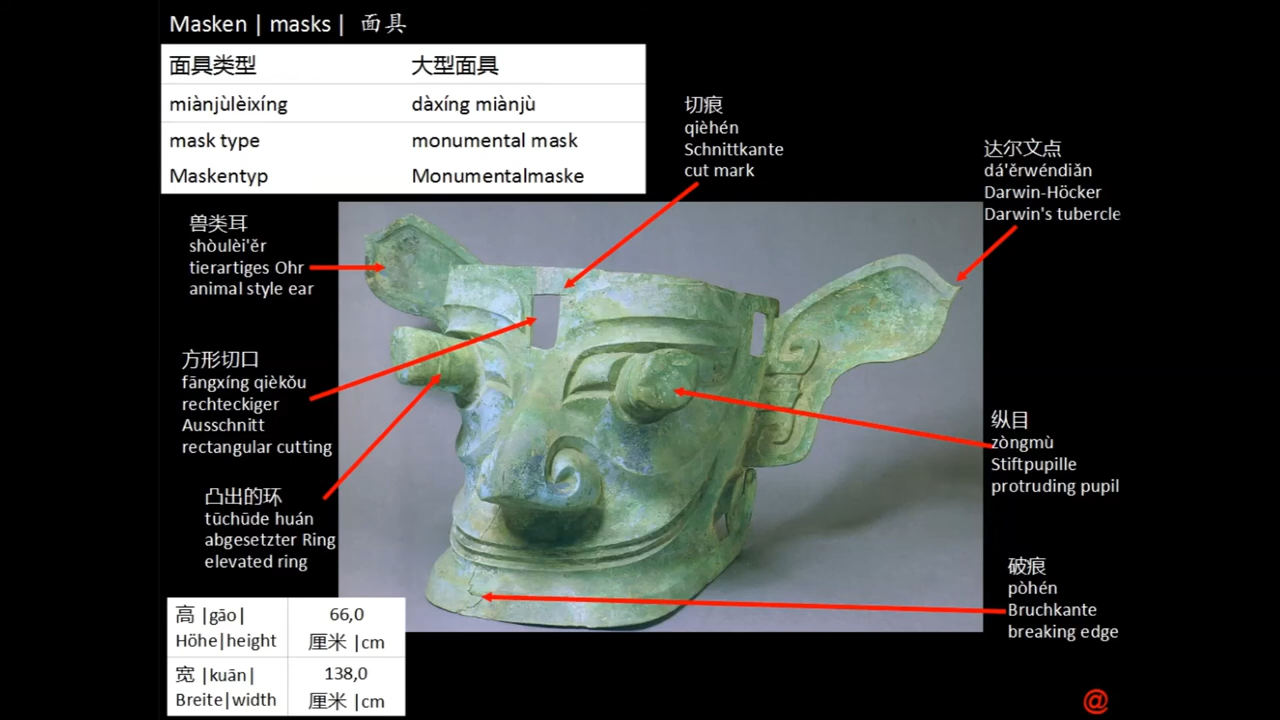 Masken | masks | 面具
面具类型 大型面具
miànjùlèixíng dàxíng miànjù
mask type monumental mask
Maskentyp Monumentalmaske
切痕
qièhén
Schnittkante
cut mark
达尔文点
dá'ěrwéndiǎn
Darwin-Höcker
Darwin's tubercle
兽类耳
shòulèi'ěr
tierartiges Ohr
animal style ear
方形切口
fāngxíng qièkǒu
rechteckiger
Ausschnitt
rectangular cutting
纵目
zòngmù
Stiftpupille
protruding pupil
凸出的环
tūchūde huán
abgesetzter Ring
elevated ring
破痕
pòhén
Bruchkante
breaking edge
高 |gāo| 66,0
Höhe|height 厘米 |cm
宽 |kuān| 138,0
Breite|width 厘米 |cm
@